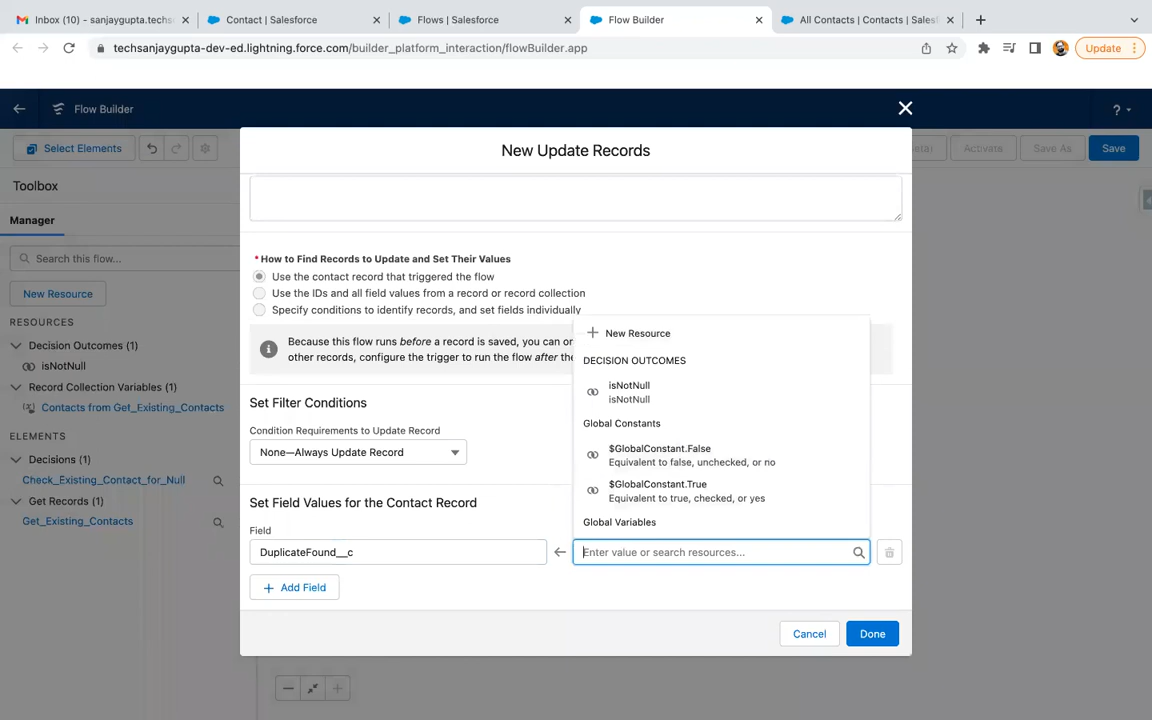 Inbox (10) - sanjaygupta.techs
Contact | Salesforce
Flows | Salesforce
Flow Builder
All Contacts | Contacts | Sales
techsanjaygupta-dev-ed.lightning.force.com/builder_platform_interaction/flowBuilder.app
Update
Flow Builder
?
Select Elements
Activate
Save As
Save
New Update Records
Toolbox
Manager
Search this flow...
New Resource
RESOURCES
Decision Outcomes (1)
isNotNull
Record Collection Variables (1)
Contacts from Get_Existing_Contacts
ELEMENTS
Decisions (1)
Check_Existing_Contact_for_Null
Get Records (1)
Get_Existing_Contacts
*How to Find Records to Update and Set Their Values
Use the contact record that triggered the flow
Use the IDs and all field values from a record or record collection
Specify conditions to identify records, and set fields individually
Because this flow runs before a record is saved, you can or
other records, configure the trigger to run the flow after the
Set Filter Conditions
Condition Requirements to Update Record
None—Always Update Record
Set Field Values for the Contact Record
Field
DuplicateFound__c
Enter value or search resources...
New Resource
DECISION OUTCOMES
isNotNull
isNotNull
Global Constants
$GlobalConstant.False
Equivalent to false, unchecked, or no
$GlobalConstant.True
Equivalent to true, checked, or yes
Global Variables
Add Field
Cancel
Done